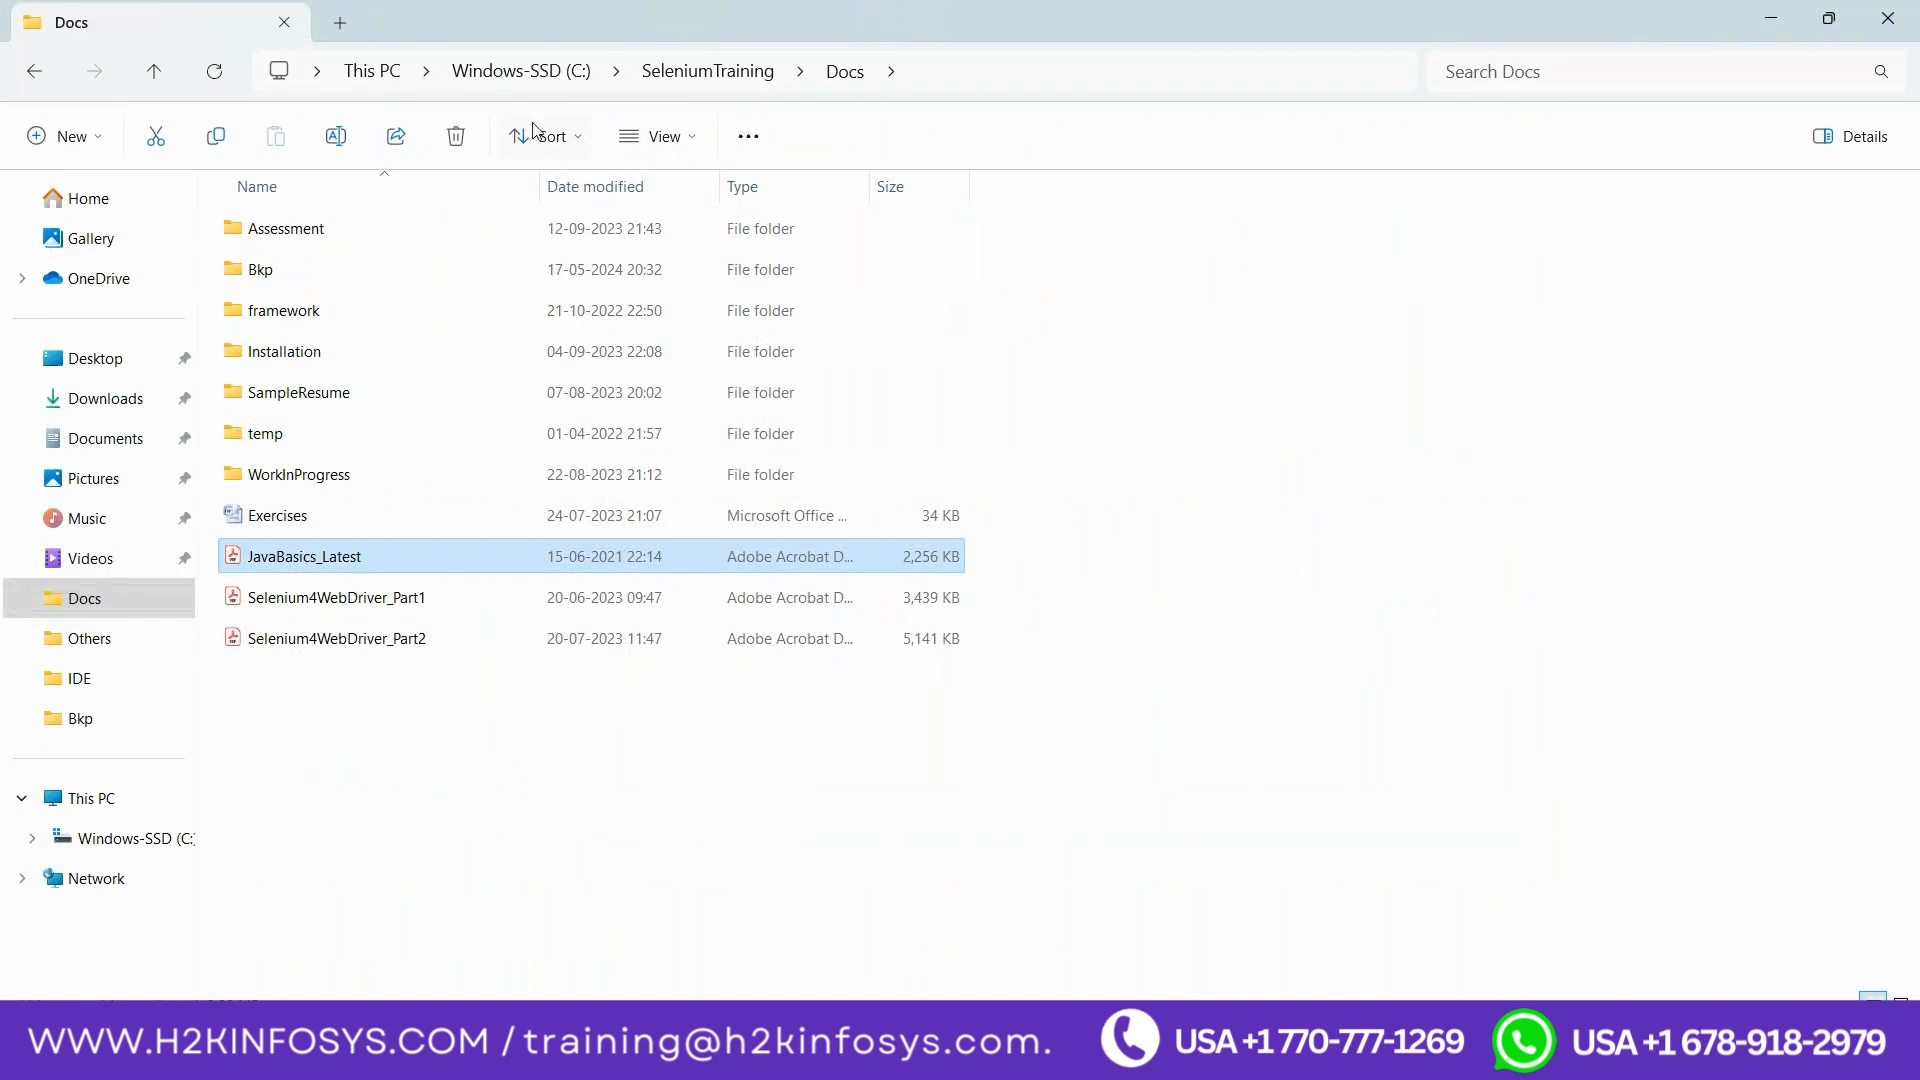 Docs
This PC > Windows-SSD (C:) > SeleniumTraining > Docs >
Search Docs
New
Sort
View
Details
Name Date modified Type Size
Home
Gallery
OneDrive
Desktop
Downloads
Documents
Pictures
Music
Videos
Docs
Others
IDE
Bkp
This PC
Windows-SSD (C:)
Network
Assessment 12-09-2023 21:43 File folder
Bkp 17-05-2024 20:32 File folder
framework 21-10-2022 22:50 File folder
Installation 04-09-2023 22:08 File folder
SampleResume 07-08-2023 20:02 File folder
temp 01-04-2022 21:57 File folder
WorkInProgress 22-08-2023 21:12 File folder
Exercises 24-07-2023 21:07 Microsoft Office ... 34 KB
JavaBasics_Latest 15-06-2021 22:14 Adobe Acrobat D... 2,256 KB
Selenium4WebDriver_Part1 20-06-2023 09:47 Adobe Acrobat D... 3,439 KB
Selenium4WebDriver_Part2 20-07-2023 11:47 Adobe Acrobat D... 5,141 KB
WWW.H2KINFOSYS.COM / training@h2kinfosys.com. USA +1 770-777-1269 USA +1 678-918-2979